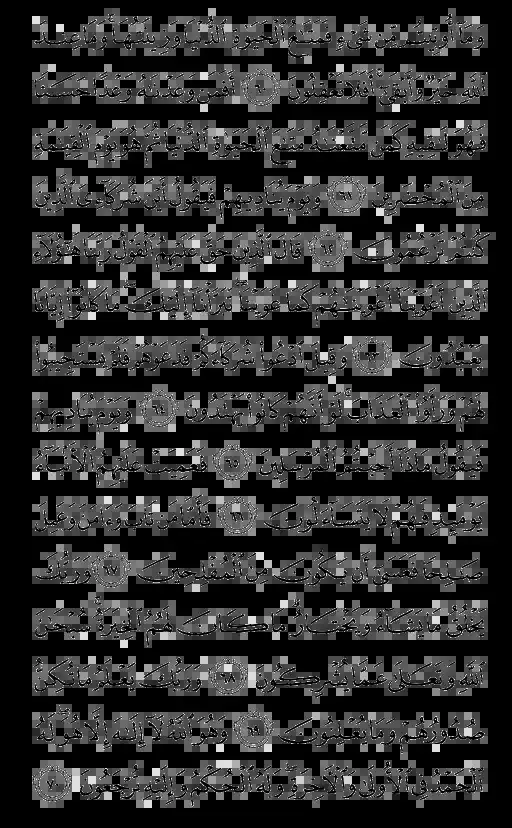 وَمَآ أُوتِيتُم مِّن شَىْءٍ فَمَتَٰعُ ٱلْحَيَوٰةِ ٱلدُّنْيَا وَزِينَتُهَا وَمَا عِندَ
ٱللَّهِ خَيْرٌ وَأَبْقَىٰٓ أَفَلَا تَعْقِلُونَ ٦٠ أَفَمَن وَعَدْنَٰهُ وَعْدًا حَسَنًا
فَهُوَ لَٰقِيهِ كَمَن مَّتَّعْنَٰهُ مَتَٰعَ ٱلْحَيَوٰةِ ٱلدُّنْيَا ثُمَّ هُوَ يَوْمَ ٱلْقِيَٰمَةِ
مِنَ ٱلْمُحْضَرِينَ ٦١ وَيَوْمَ يُنَادِيهِمْ فَيَقُولُ أَيْنَ شُرَكَآءِىَ ٱلَّذِينَ
كُنتُمْ تَزْعُمُونَ ٦٢ قَالَ ٱلَّذِينَ حَقَّ عَلَيْهِمُ ٱلْقَوْلُ رَبَّنَا هَٰٓؤُلَآءِ
ٱلَّذِينَ أَغْوَيْنَآ أَغْوَيْنَٰهُمْ كَمَا غَوَيْنَا تَبَرَّأْنَآ إِلَيْكَ مَا كَانُوٓا۟ إِيَّانَا
يَعْبُدُونَ ٦٣ وَقِيلَ ٱدْعُوا۟ شُرَكَآءَكُمْ فَدَعَوْهُمْ فَلَمْ يَسْتَجِيبُوا۟
لَهُمْ وَرَأَوُا۟ ٱلْعَذَابَ لَوْ أَنَّهُمْ كَانُوا۟ يَهْتَدُونَ ٦٤ وَيَوْمَ يُنَادِيهِمْ
فَيَقُولُ مَاذَآ أَجَبْتُمُ ٱلْمُرْسَلِينَ ٦٥ فَعَمِيَتْ عَلَيْهِمُ ٱلْأَنۢبَآءُ
يَوْمَئِذٍ فَهُمْ لَا يَتَسَآءَلُونَ ٦٦ فَأَمَّا مَن تَابَ وَءَامَنَ وَعَمِلَ
صَٰلِحًا فَعَسَىٰٓ أَن يَكُونَ مِنَ ٱلْمُفْلِحِينَ ٦٧ وَرَبُّكَ
يَخْلُقُ مَا يَشَآءُ وَيَخْتَارُ مَا كَانَ لَهُمُ ٱلْخِيَرَةُ سُبْحَٰنَ
ٱللَّهِ وَتَعَٰلَىٰ عَمَّا يُشْرِكُونَ ٦٨ وَرَبُّكَ يَعْلَمُ مَا تُكِنُّ
صُدُورُهُمْ وَمَا يُعْلِنُونَ ٦٩ وَهُوَ ٱللَّهُ لَآ إِلَٰهَ إِلَّا هُوَ لَهُ
ٱلْحَمْدُ فِى ٱلْأُولَىٰ وَٱلْءَاخِرَةِ وَلَهُ ٱلْحُكْمُ وَإِلَيْهِ تُرْجَعُونَ ٧٠